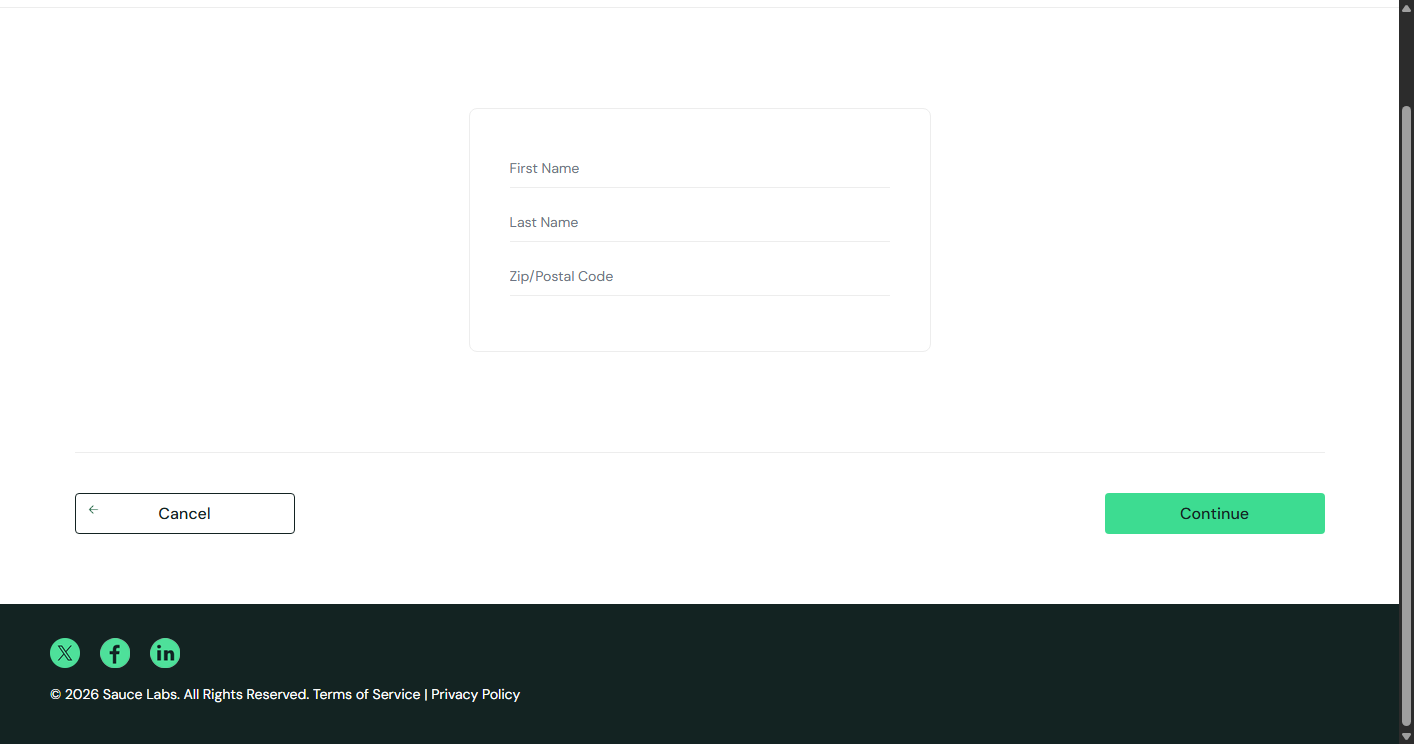 First Name
Last Name
Zip/Postal Code
Cancel
Continue
© 2026 Sauce Labs. All Rights Reserved. Terms of Service | Privacy Policy